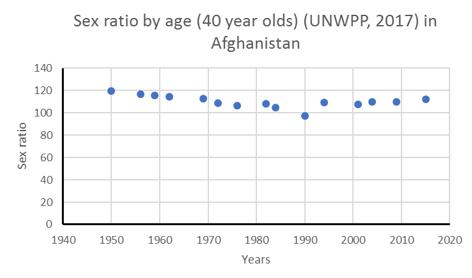 Sex ratio by age (40 year olds) (UNWPP, 2017) in
Afghanistan
140
120
100
80
60
40
20
0
Sex ratio
1940 1950 1960 1970 1980 1990 2000 2010 2020
Years